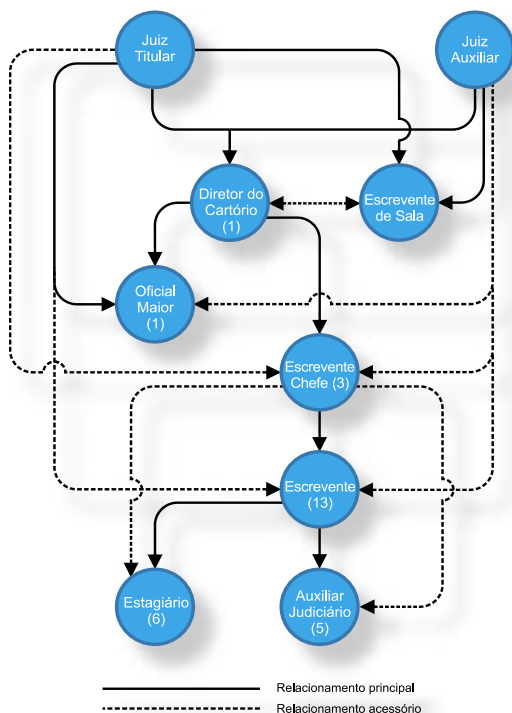 Juiz
Titular
Juiz
Auxiliar
Diretor do
Cartório
(1)
Escrevente
de Sala
Oficial
Maior
(1)
Escrevente
Chefe (3)
Escrevente
(13)
Estagiário
(6)
Auxiliar
Judiciário
(5)
Relacionamento principal
Relacionamento acessório